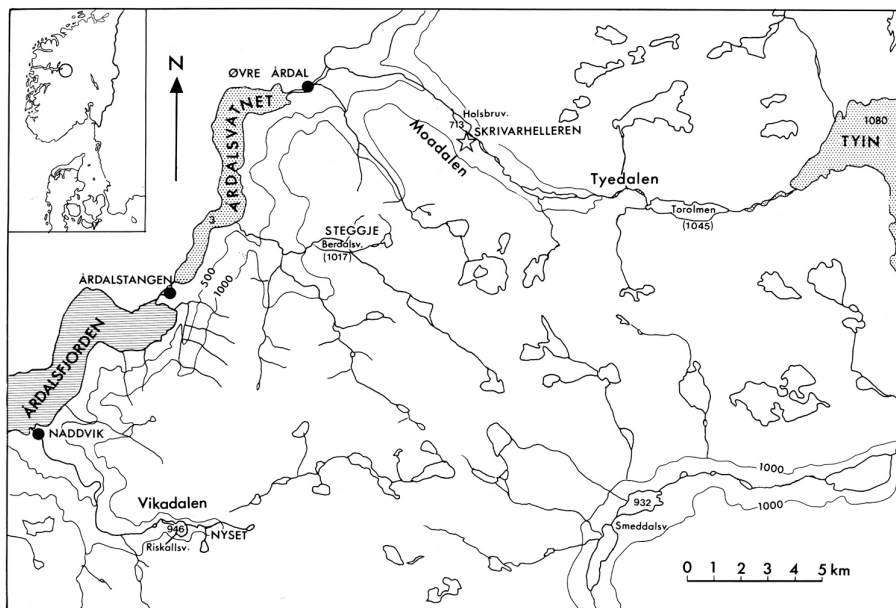 N
ØVRE ÅRDAL
ÅRDALSVATNET
3
Holsbruv.
713
SKRIVARHELLEREN
Moadalen
1080
TYIN
Tyedalen
Torolmen
(1045)
STEGGJE
Berdalsv.
(1017)
ÅRDALSTANGEN
500
1000
ÅRDALSFJORDEN
NADDVIK
Vikadalen
946
NYSET
Riskallsv.
1000
932
1000
Smeddalsv.
0 1 2 3 4 5 km